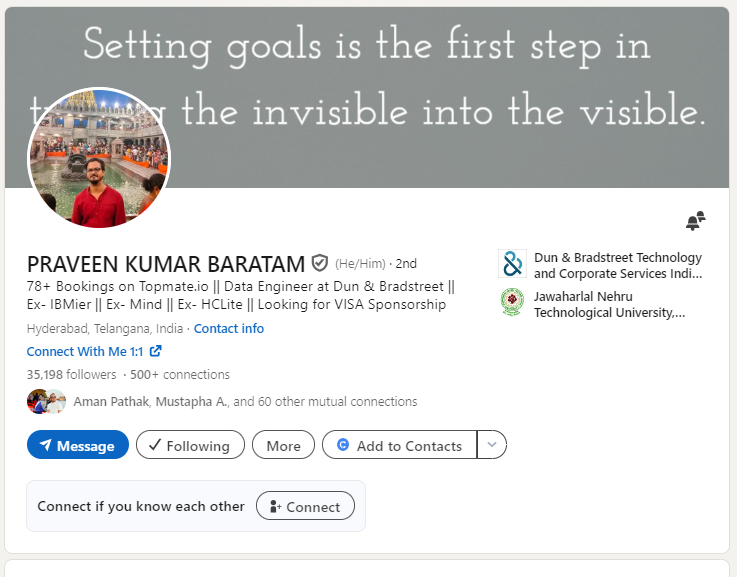 Setting goals is the first step in
the invisible into the visible.
PRAVEEN KUMAR BARATAM (He/Him) · 2nd
78+ Bookings on Topmate.io || Data Engineer at Dun & Bradstreet ||
Ex- IBMier || Ex- Mind || Ex- HCLite || Looking for VISA Sponsorship
Hyderabad, Telangana, India · Contact info
Connect With Me 1:1
35,198 followers · 500+ connections
Aman Pathak, Mustapha A., and 60 other mutual connections
Dun & Bradstreet Technology
and Corporate Services Indi...
Jawaharlal Nehru
Technological University,...
Message
Following
More
Add to Contacts
Connect if you know each other
Connect